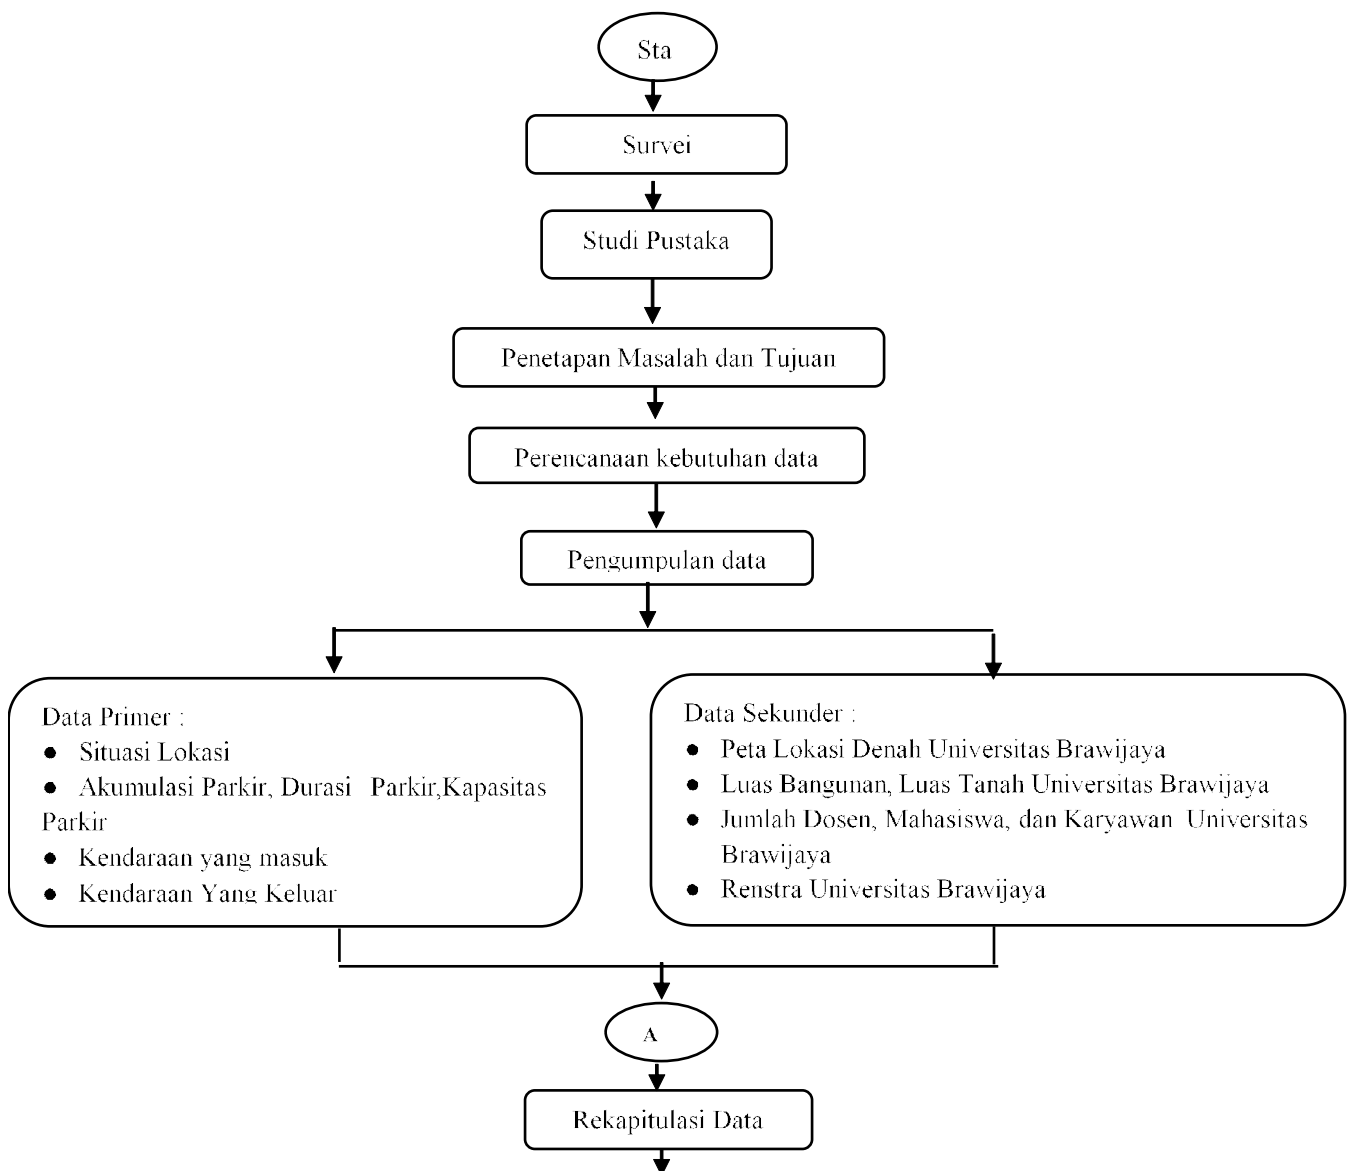 Sta
Survei
Studi Pustaka
Penetapan Masalah dan Tujuan
Perencanaan kebutuhan data
Pengumpulan data
Data Primer :
● Situasi Lokasi
● Akumulasi Parkir, Durasi Parkir,Kapasitas
Parkir
● Kendaraan yang masuk
● Kendaraan Yang Keluar
Data Sekunder :
● Peta Lokasi Denah Universitas Brawijaya
● Luas Bangunan, Luas Tanah Universitas Brawijaya
● Jumlah Dosen, Mahasiswa, dan Karyawan Universitas
Brawijaya
● Renstra Universitas Brawijaya
A
Rekapitulasi Data